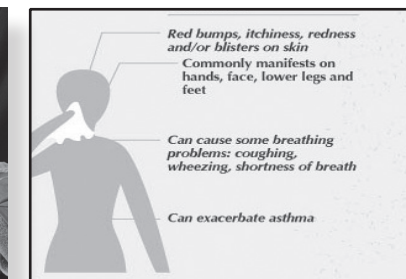 Red bumps, itchiness, redness
and/or blisters on skin
Commonly manifests on
hands, face, lower legs and
feet
Can cause some breathing
problems: coughing,
wheezing, shortness of breath
Can exacerbate asthma